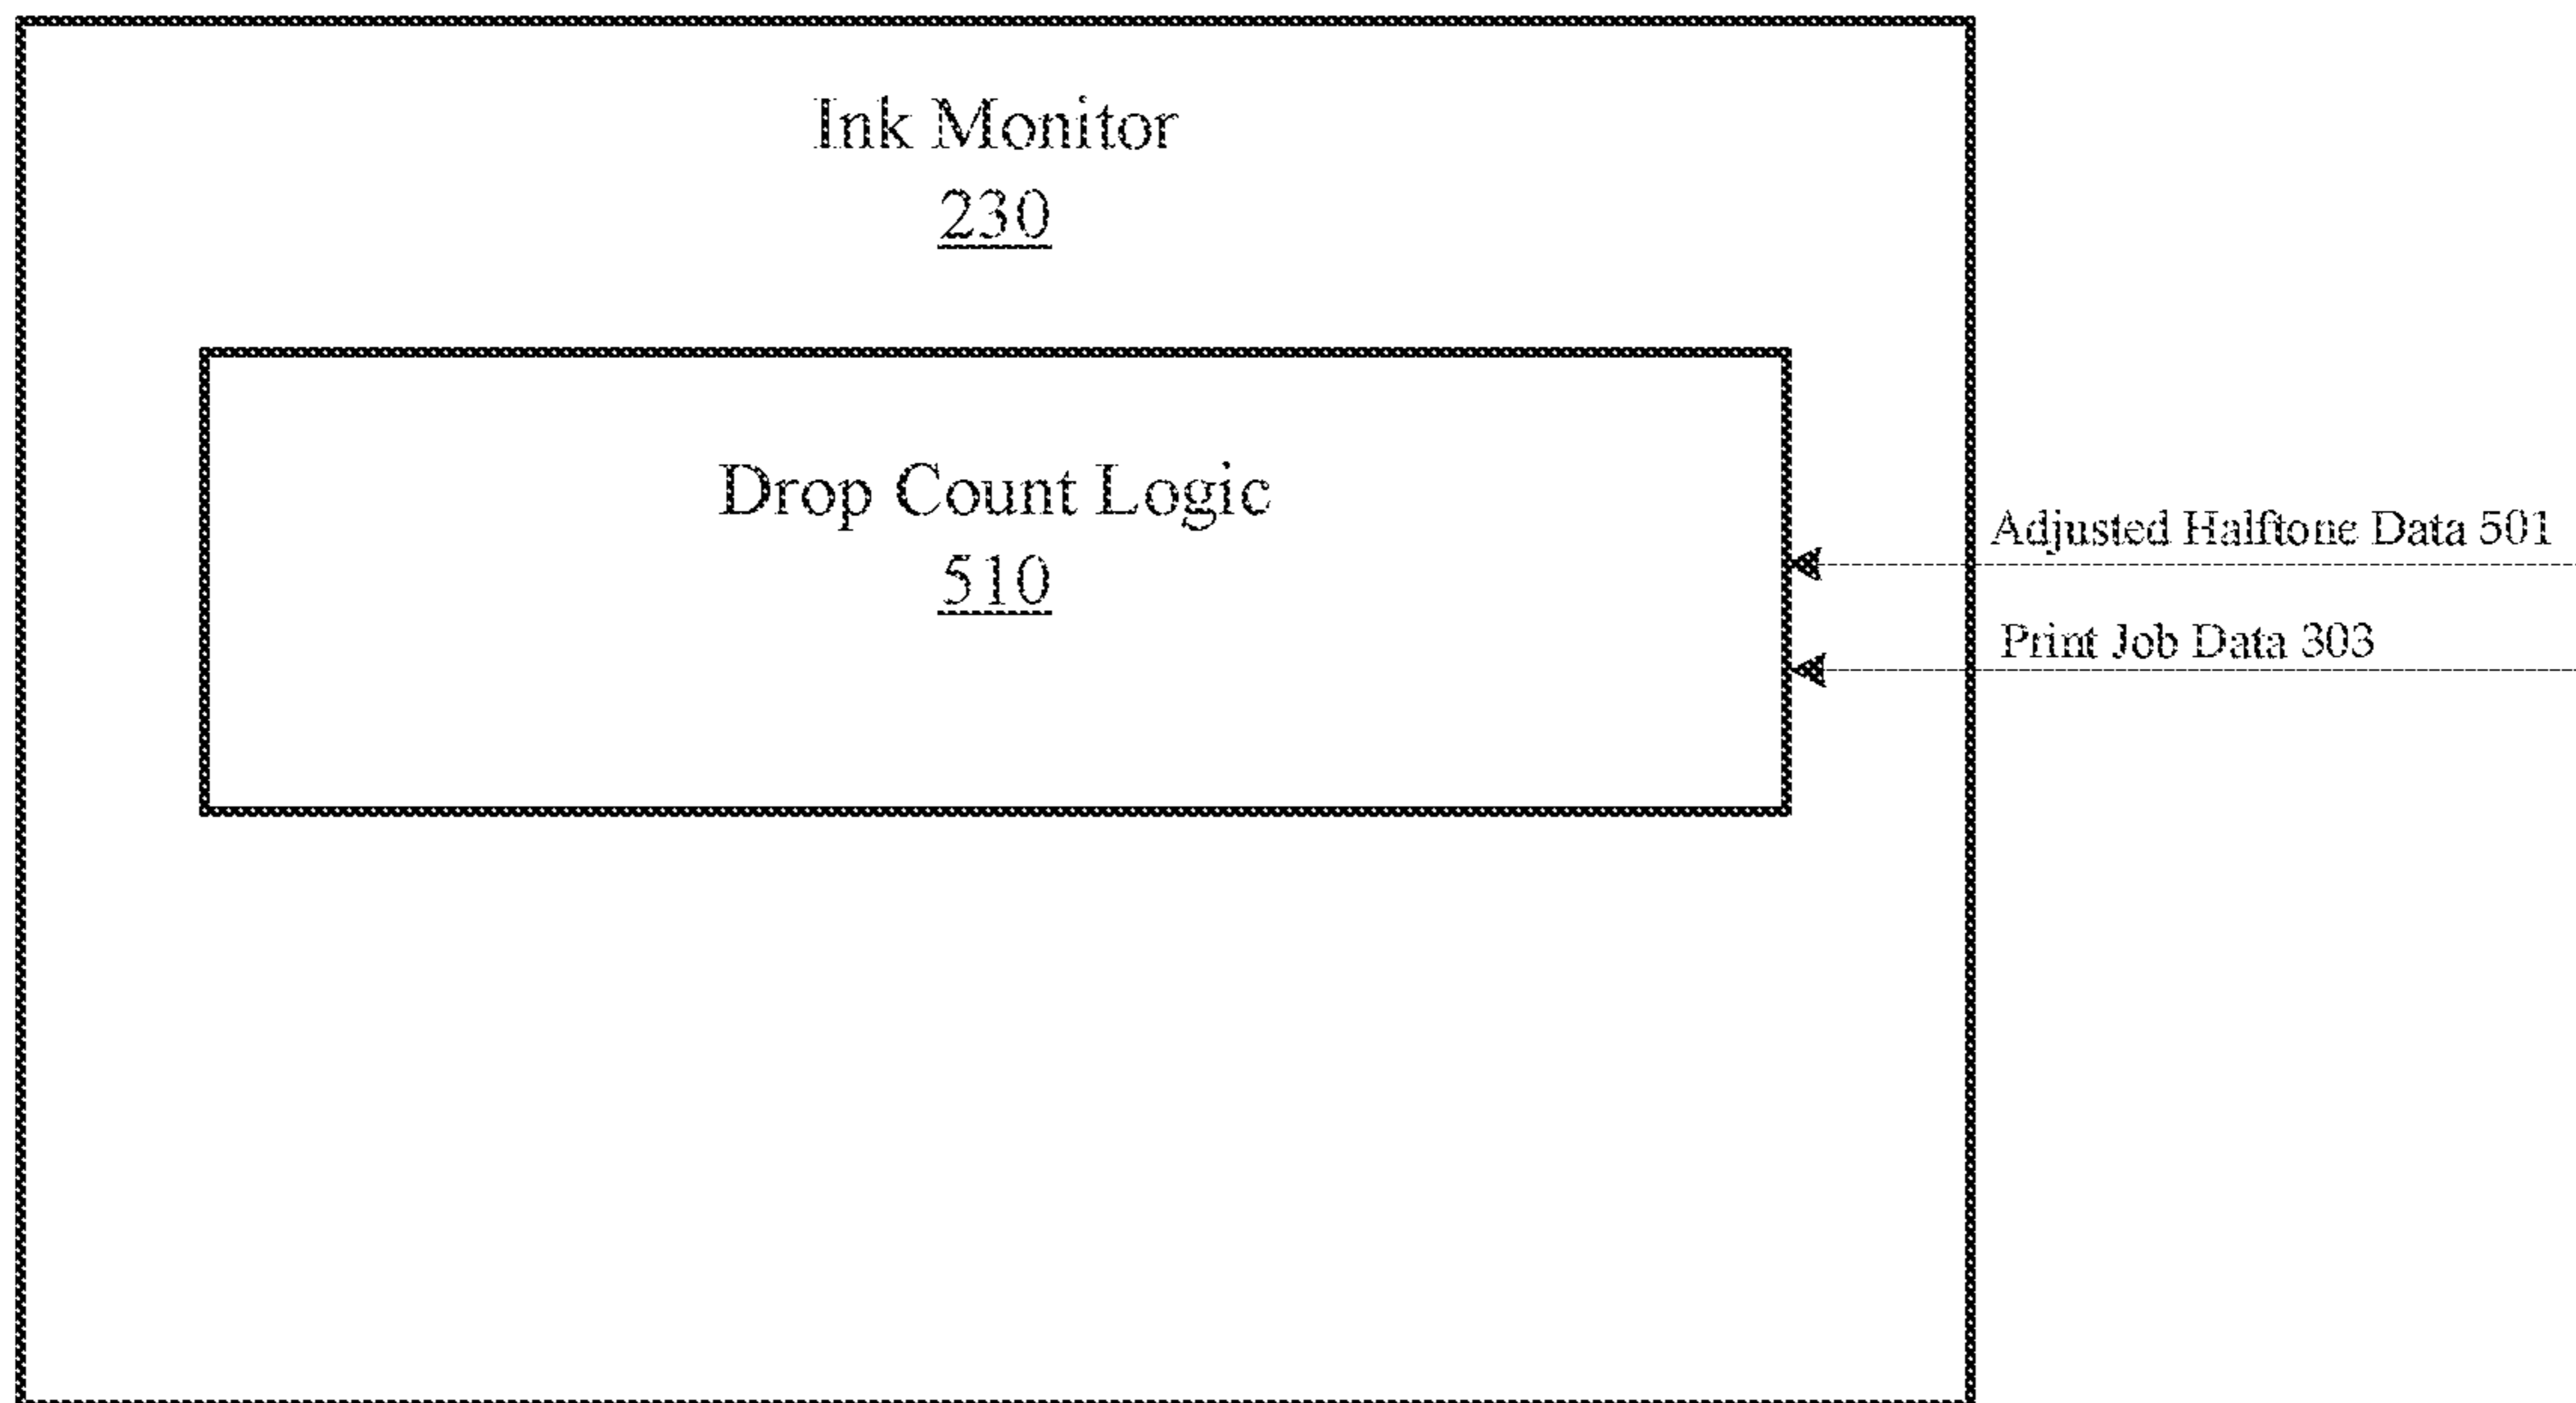 Ink Monitor
230
Drop Count Logic
510
Adjusted Halftone Data 501
Print Job Data 303